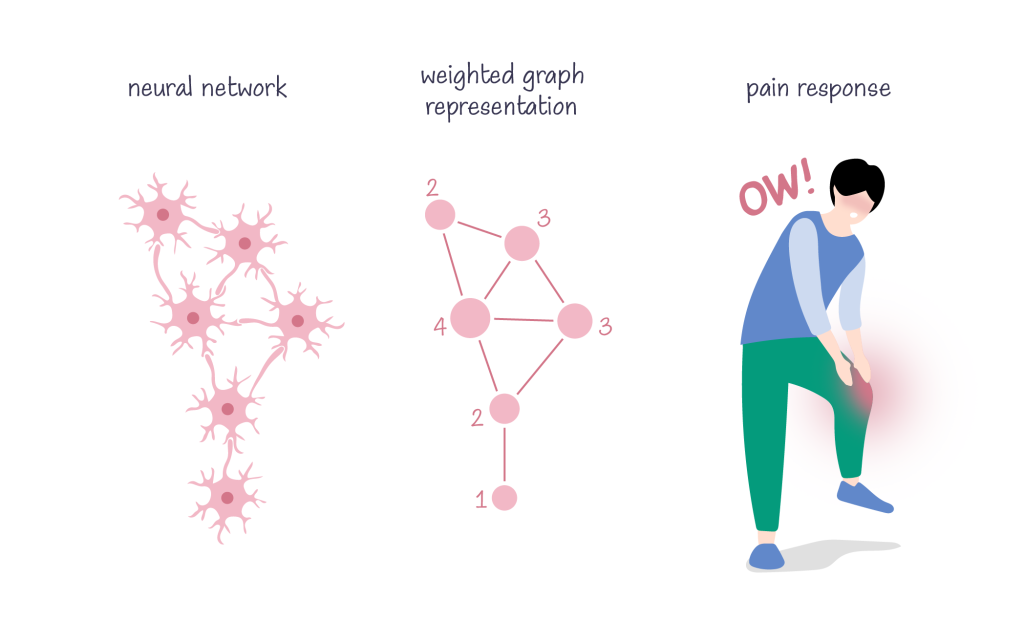 neural network
weighted graph
representation
pain response
OW!
2
3
4
3
2
1